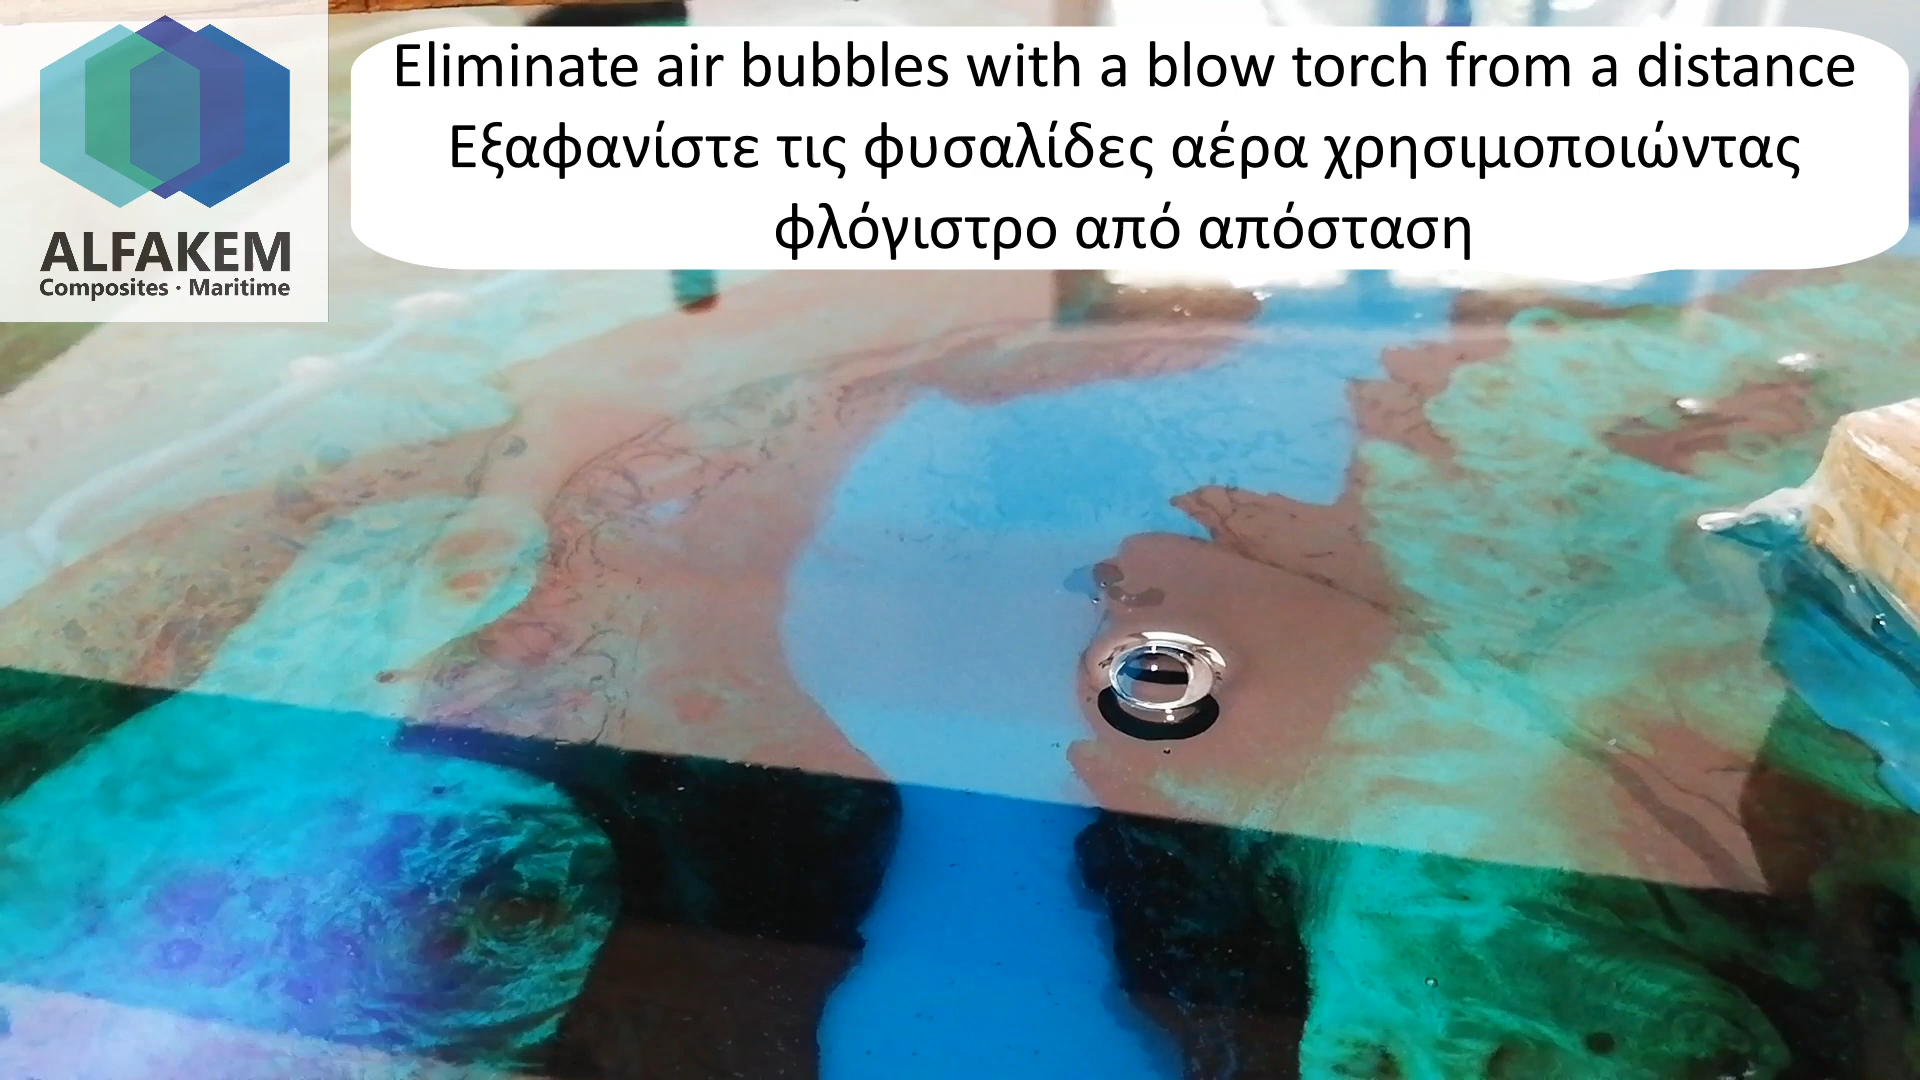 Eliminate air bubbles with a blow torch from a distance
Εξαφανίστε τις φυσαλίδες αέρα χρησιμοποιώντας
φλόγιστρο από απόσταση
ALFAKEM
Composites · Maritime